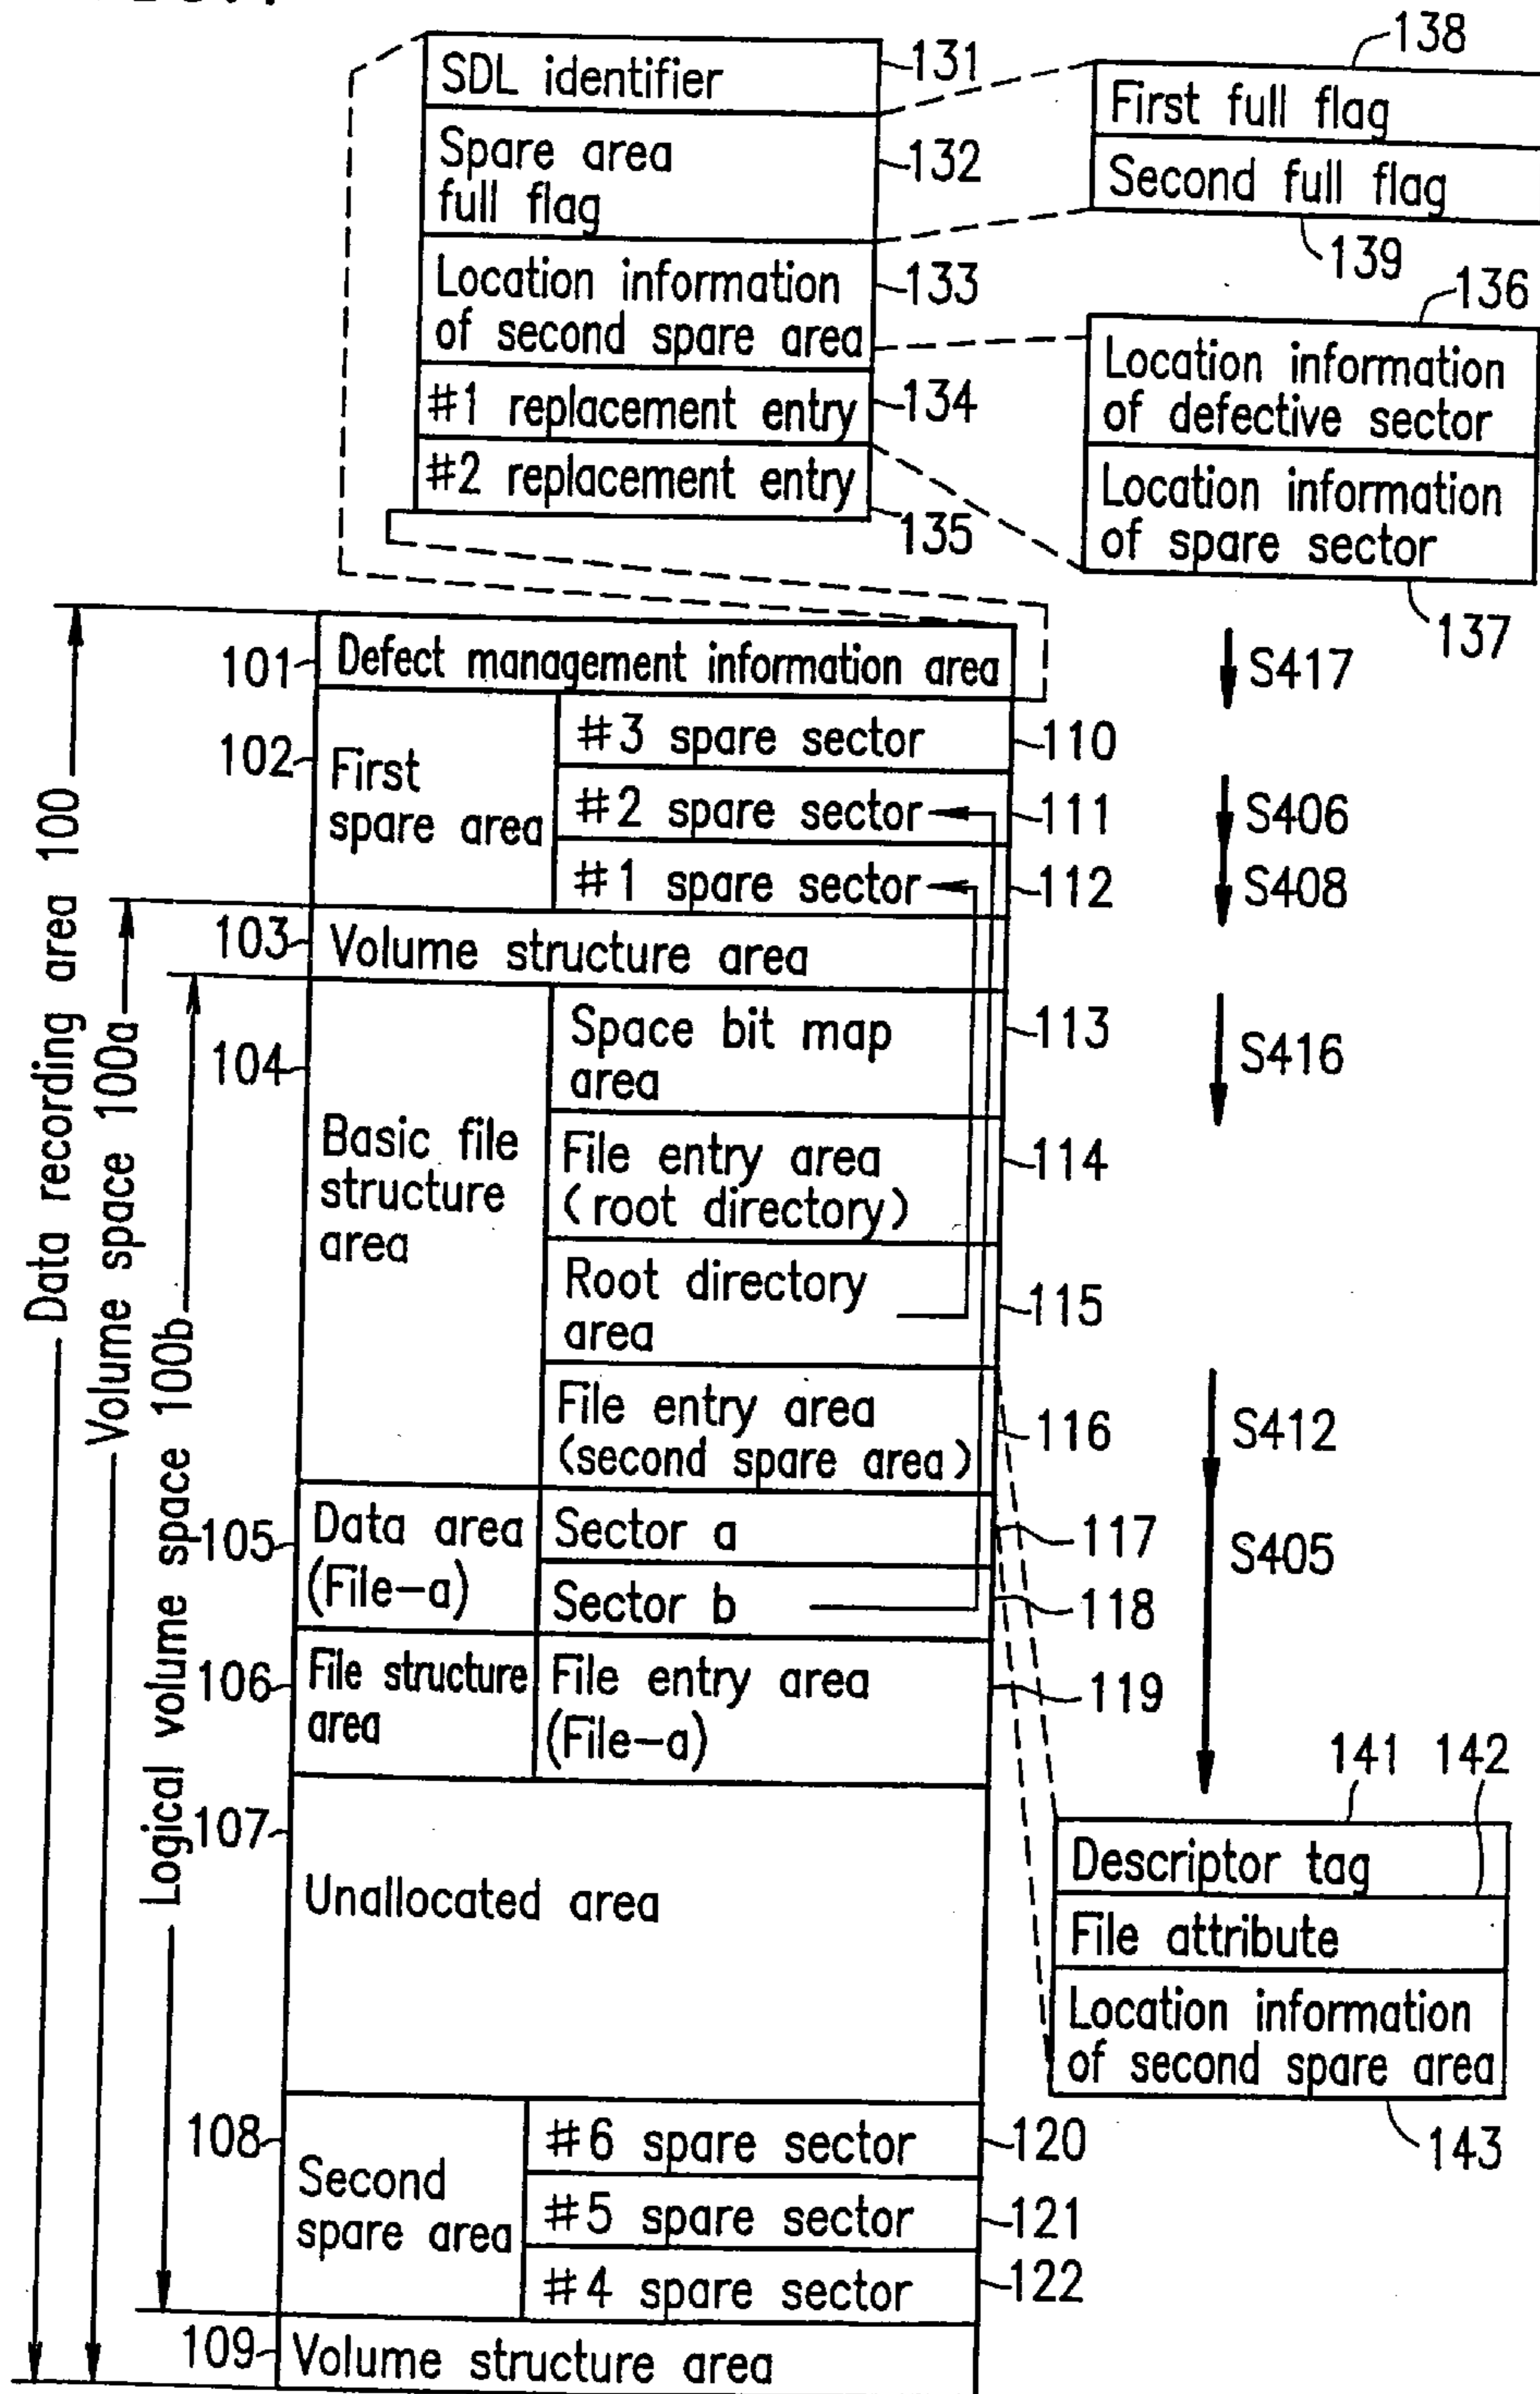 SDL identifier
131
Spare area
full flag
132
Location information
of second spare area
133
#1 replacement entry
134
#2 replacement entry
135
138
First full flag
Second full flag
139
136
Location information
of defective sector
Location information
of spare sector
137
Data recording area 100
Volume space 100a
Logical volume space 100b
101
Defect management information area
102
First
spare area
#3 spare sector
110
#2 spare sector
111
#1 spare sector
112
103
Volume structure area
104
Basic file
structure
area
Space bit map
area
113
File entry area
(root directory)
114
Root directory
area
115
File entry area
(second spare area)
116
105
Data area
(File-a)
Sector a
117
Sector b
118
106
File structure
area
File entry area
(File-a)
119
107
Unallocated area
108
Second
spare area
#6 spare sector
120
#5 spare sector
121
#4 spare sector
122
109
Volume structure area
S417
S406
S408
S416
S412
S405
141
142
Descriptor tag
File attribute
Location information
of second spare area
143